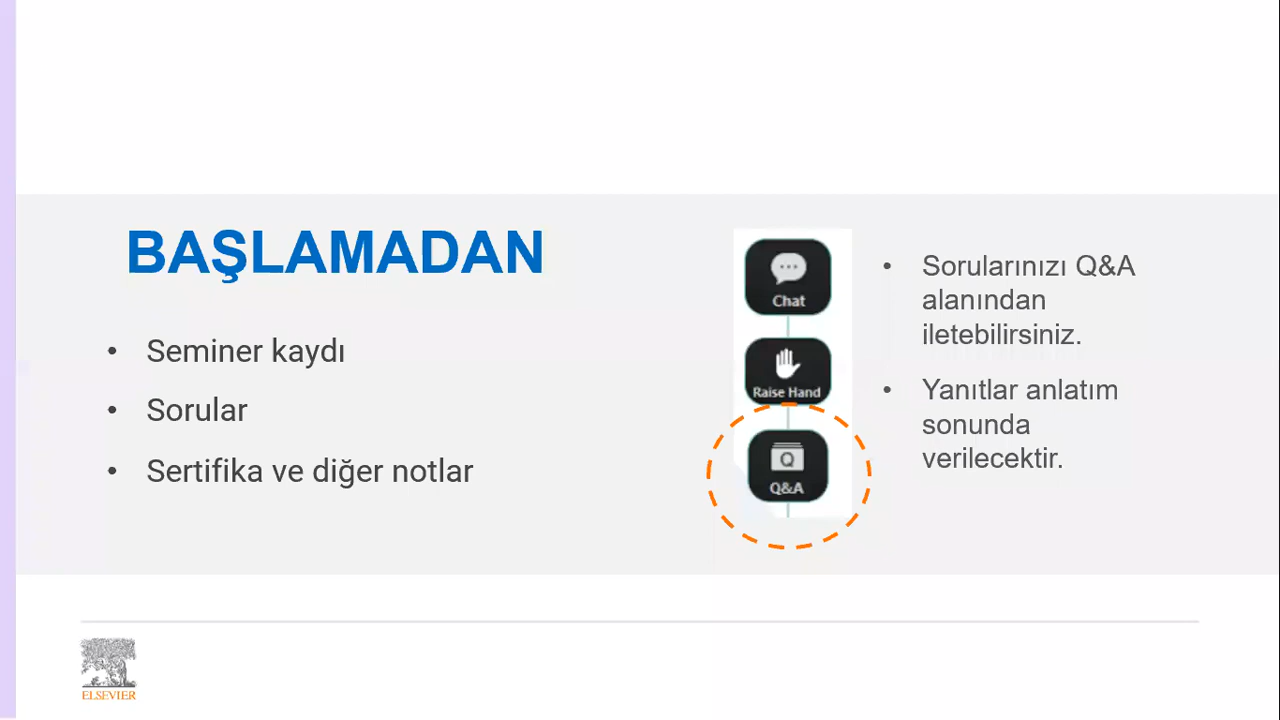 BAŞLAMADAN
• Seminer kaydı
• Sorular
• Sertifika ve diğer notlar
Chat
Raise Hand
Q
Q&A
• Sorularınızı Q&A
alanından
iletebilirsiniz.
• Yanıtlar anlatım
sonunda
verilecektir.
ELSEVIER